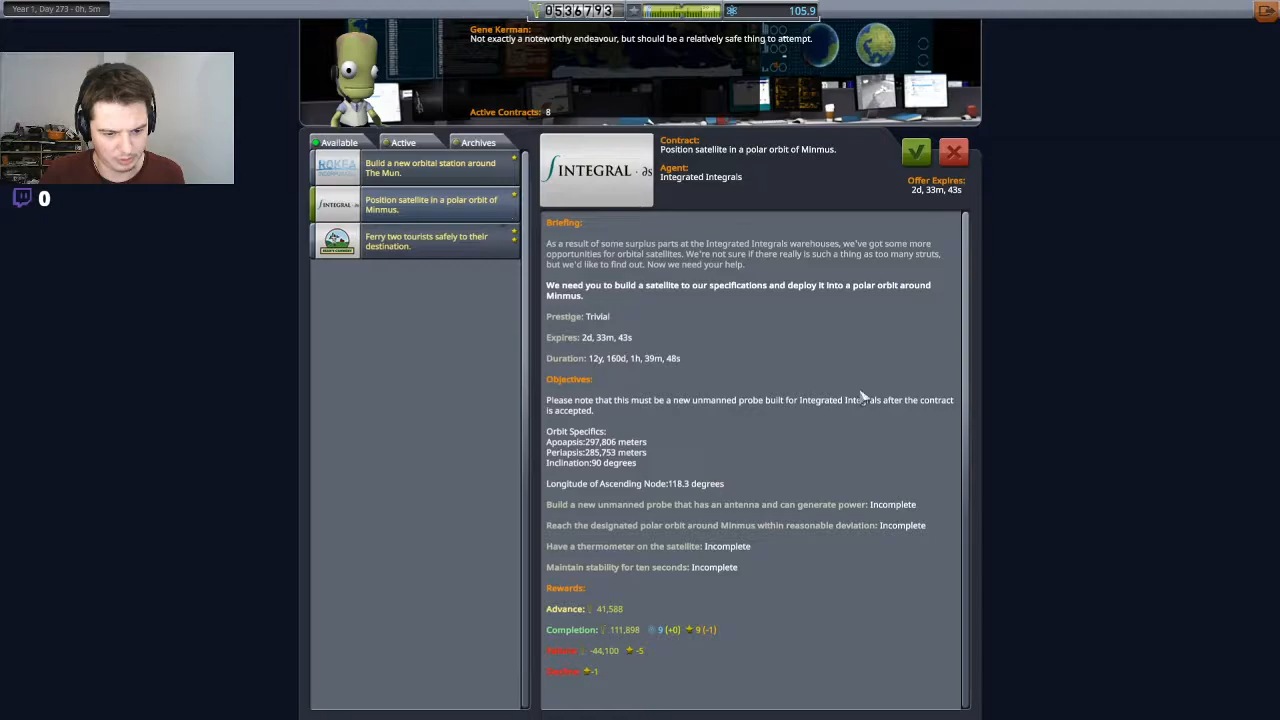 Year 1, Day 273 - 0h, 5m
0536793
105.9
Gene Kerman:
Not exactly a noteworthy endeavour, but should be a relatively safe thing to attempt.
Active Contracts: 8
Available
Active
Archives
Build a new orbital station around
The Mun.
INTEGRAL
Position satellite in a polar orbit of
Minmus.
Ferry two tourists safely to their
destination.
∫INTEGRAL · ∂s
Contract:
Position satellite in a polar orbit of Minmus.
Agent:
Integrated Integrals
Offer Expires:
2d, 33m, 43s
0
Briefing:
As a result of some surplus parts at the Integrated Integrals warehouses, we've got some more
opportunities for orbital satellites. We're not sure if there really is such a thing as too many struts,
but we'd like to find out. Now we need your help.
We need you to build a satellite to our specifications and deploy it into a polar orbit around
Minmus.
Prestige: Trivial
Expires: 2d, 33m, 43s
Duration: 12y, 160d, 1h, 39m, 48s
Objectives:
Please note that this must be a new unmanned probe built for Integrated Integrals after the contract
is accepted.
Orbit Specifics:
Apoapsis:297,806 meters
Periapsis:285,753 meters
Inclination:90 degrees
Longitude of Ascending Node:118.3 degrees
Build a new unmanned probe that has an antenna and can generate power: Incomplete
Reach the designated polar orbit around Minmus within reasonable deviation: Incomplete
Have a thermometer on the satellite: Incomplete
Maintain stability for ten seconds: Incomplete
Rewards:
Advance: 41,588
Completion: 111,898 9 (+0) 9 (-1)
-44,100 -5
-1